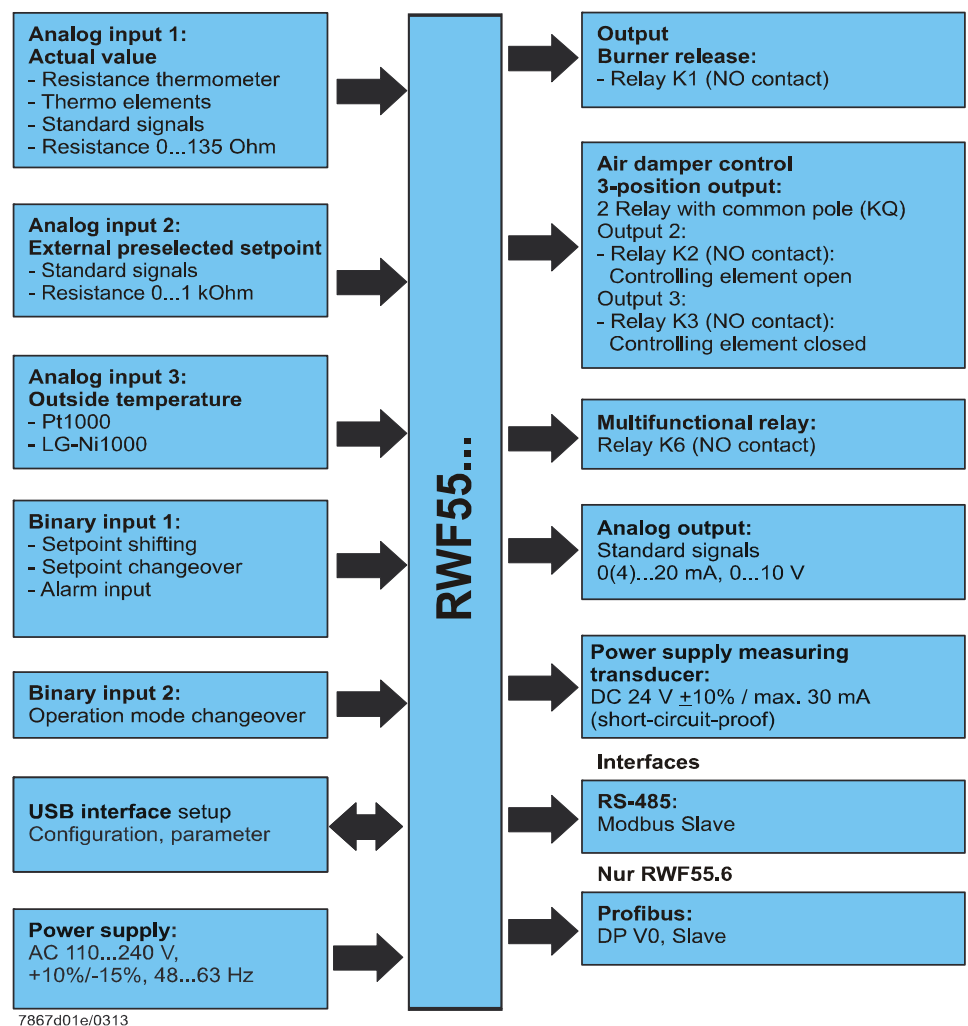 Analog input 1:
Actual value
- Resistance thermometer
- Thermo elements
- Standard signals
- Resistance 0...135 Ohm
Analog input 2:
External preselected setpoint
- Standard signals
- Resistance 0...1 kOhm
Analog input 3:
Outside temperature
- Pt1000
- LG-Ni1000
Binary input 1:
- Setpoint shifting
- Setpoint changeover
- Alarm input
Binary input 2:
Operation mode changeover
USB interface setup
Configuration, parameter
Power supply:
AC 110...240 V,
+10%/-15%, 48...63 Hz
RWF55...
Output
Burner release:
- Relay K1 (NO contact)
Air damper control
3-position output:
2 Relay with common pole (KQ)
Output 2:
- Relay K2 (NO contact):
Controlling element open
Output 3:
- Relay K3 (NO contact):
Controlling element closed
Multifunctional relay:
Relay K6 (NO contact)
Analog output:
Standard signals
0(4)...20 mA, 0...10 V
Power supply measuring
transducer:
DC 24 V ±10% / max. 30 mA
(short-circuit-proof)
Interfaces
RS-485:
Modbus Slave
Nur RWF55.6
Profibus:
DP V0, Slave
7867d01e/0313